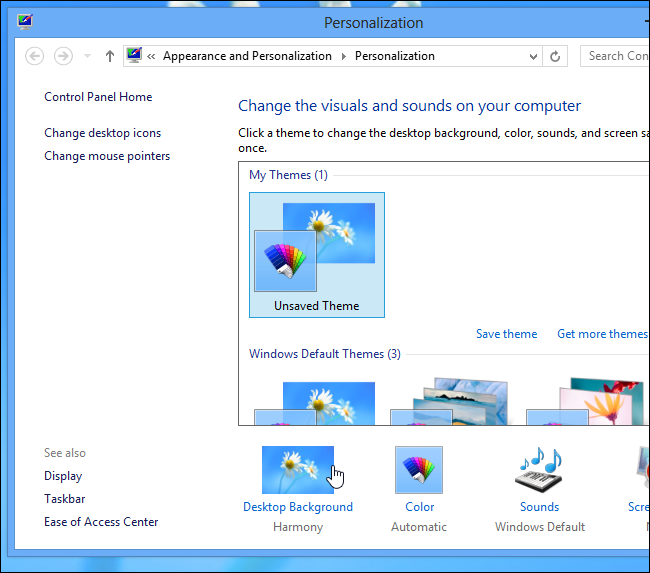 Personalization
« Appearance and Personalization Personalization
Search Con
Control Panel Home
Change desktop icons
Change mouse pointers
Change the visuals and sounds on your computer
Click a theme to change the desktop background, color, sounds, and screen sa
once.
My Themes (1)
Unsaved Theme
Save theme Get more themes
Windows Default Themes (3)
See also
Display
Taskbar
Ease of Access Center
Desktop Background
Harmony
Color
Automatic
Sounds
Windows Default
Scre